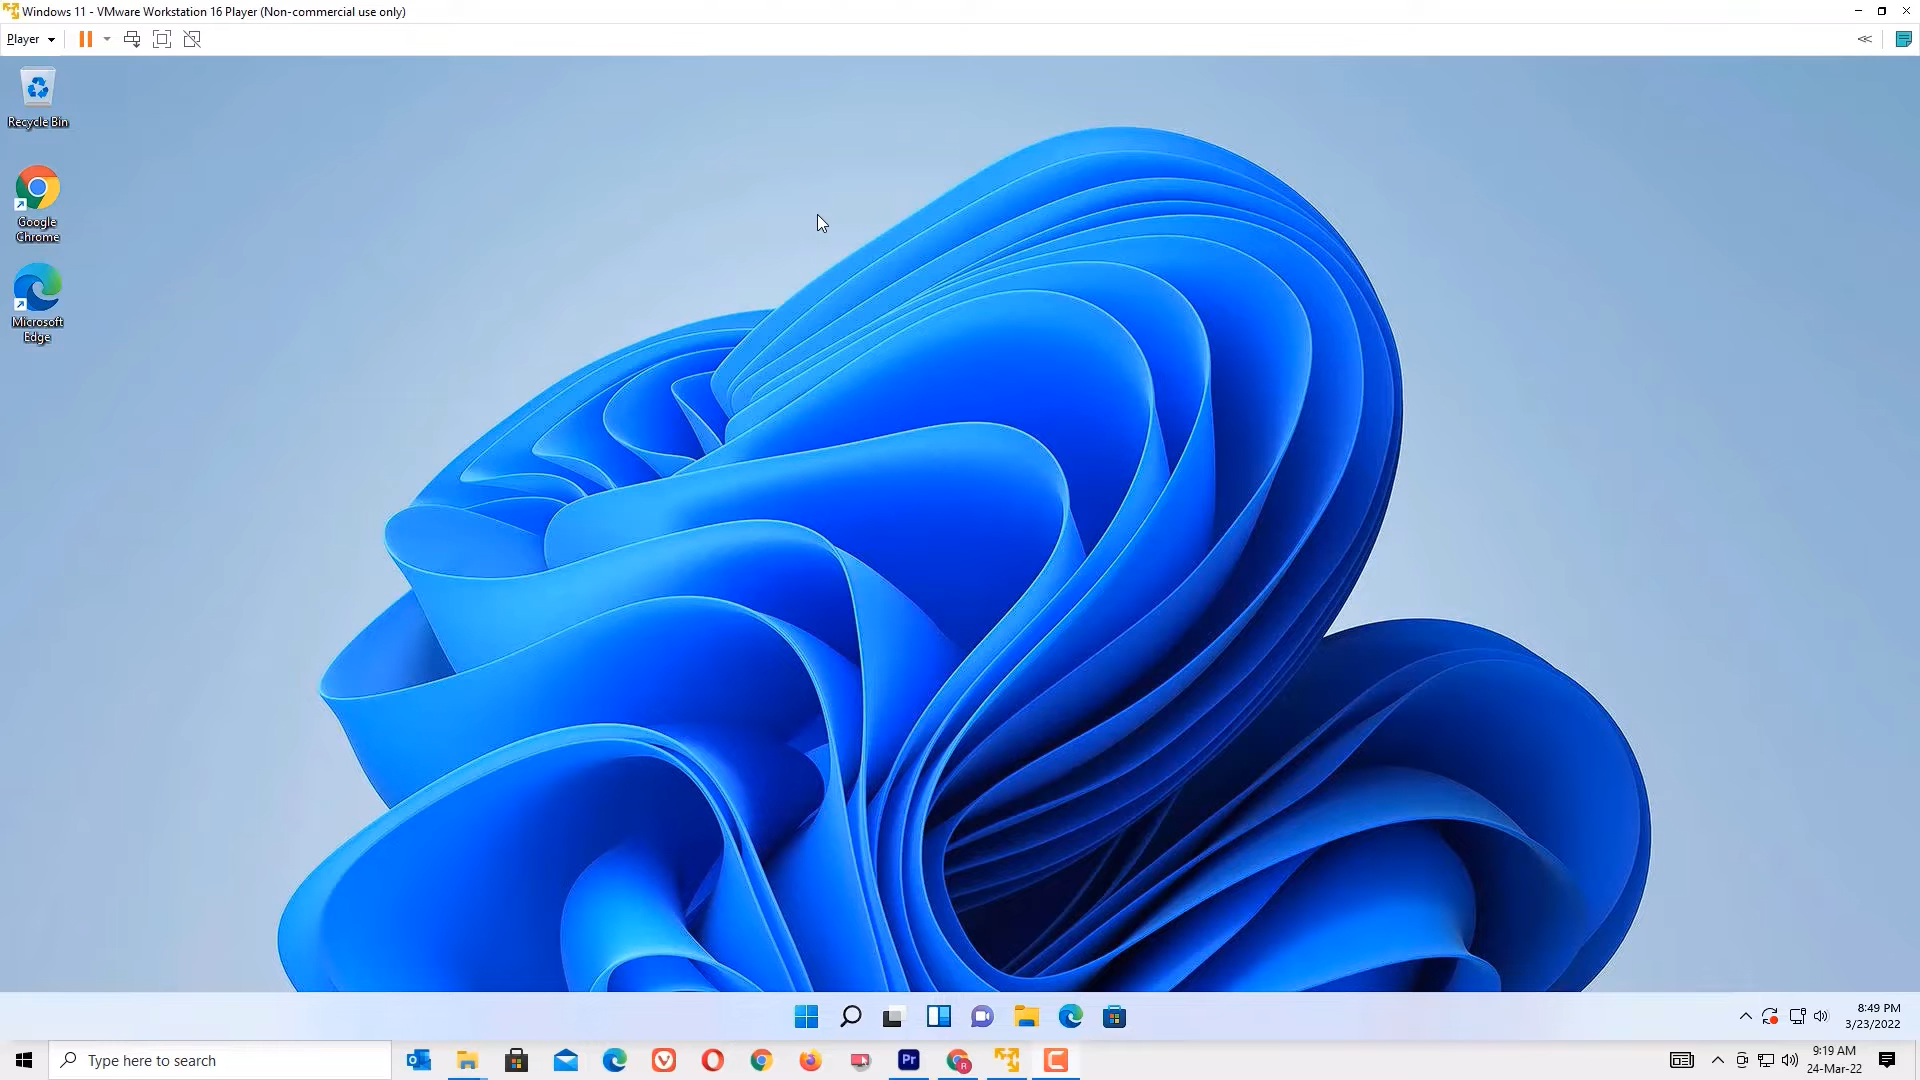 Windows 11 - VMware Workstation 16 Player (Non-commercial use only)
Player
Recycle Bin
Google
Chrome
Microsoft
Edge
8:49 PM
3/23/2022
Type here to search
Pr
R
9:19 AM
24-Mar-22